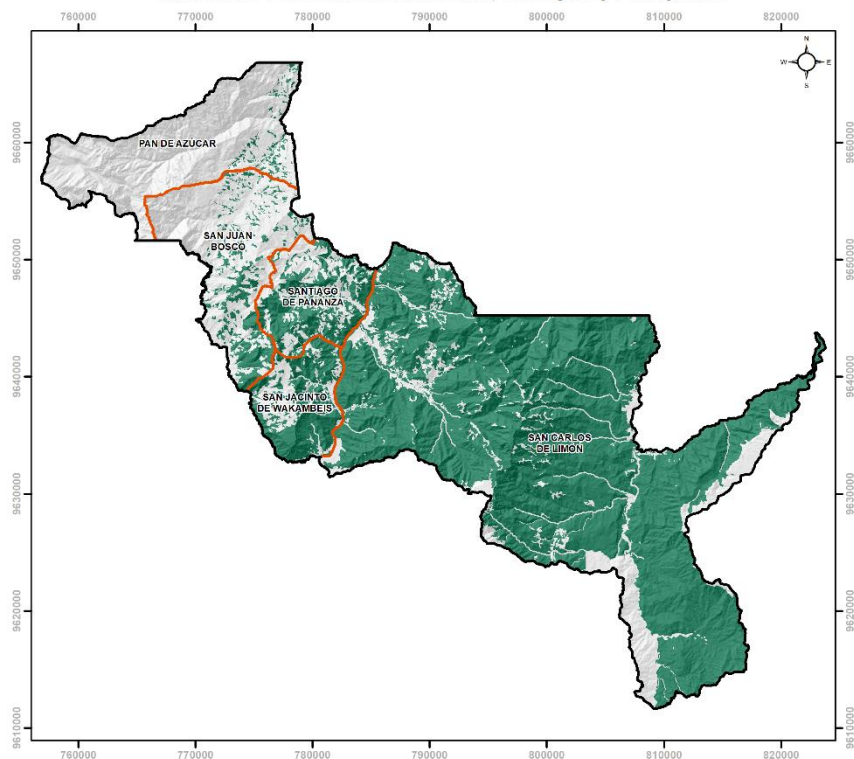 760000 770000 780000 790000 800000 810000 820000
N
W E
S
9660000 9660000
PAN DE AZUCAR
SAN JUAN
BOSCO
9650000 9650000
SANTIAGO
DE PANANZA
9640000 9640000
SAN JACINTO
DE WAKAMBEIS
SAN CARLOS
DE LIMON
9630000 9630000
9620000 9620000
9610000 9610000
760000 770000 780000 790000 800000 810000 820000